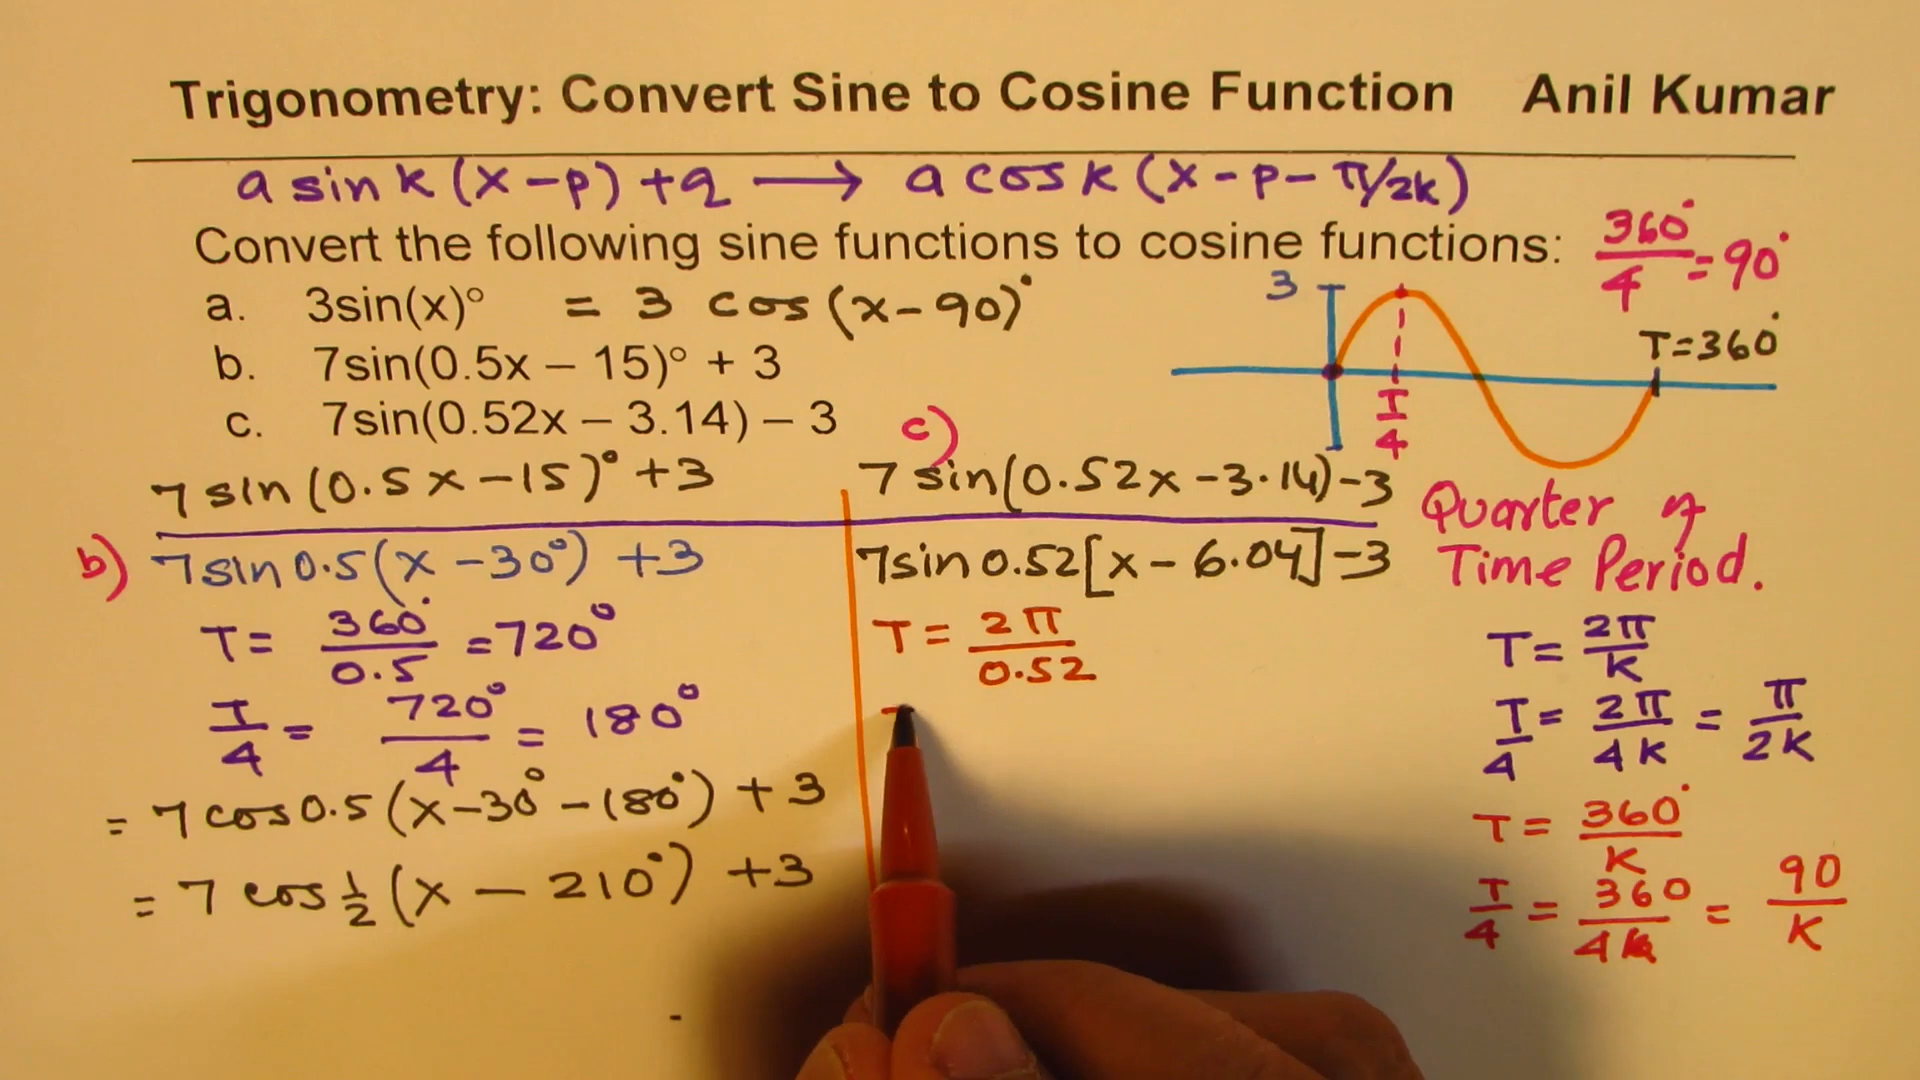 Trigonometry: Convert Sine to Cosine Function Anil Kumar
a sin k (x - p) + q ⟶ a cos k (x - p - π/2k)
Convert the following sine functions to cosine functions:
360°/4 = 90°
a. 3sin(x)° = 3 cos (x - 90)°
b. 7sin(0.5x – 15)° + 3
c. 7sin(0.52x – 3.14) – 3
3
T = 360°
T/4
7 sin (0.5x - 15)° + 3
b) 7 sin 0.5 (x - 30°) + 3
T = 360°/0.5 = 720°
T/4 = 720°/4 = 180°
= 7 cos 0.5 (x - 30° - 180°) + 3
= 7 cos 1/2 (x - 210°) + 3
c)
7 sin(0.52x - 3.14) - 3
7 sin 0.52 [x - 6.04] - 3
T = 2π/0.52
Quarter of
Time Period.
T = 2π/K
T/4 = 2π/4K = π/2K
T = 360°/K
T/4 = 360/4K = 90/K